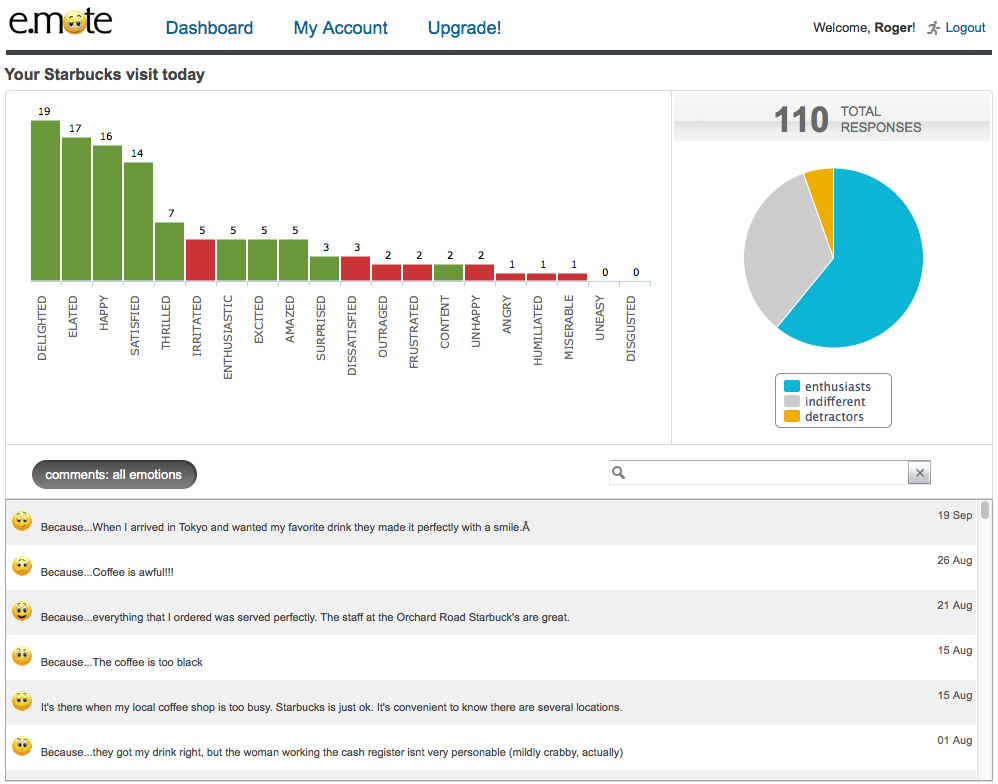 e.mote
Dashboard My Account Upgrade! Welcome, Roger! Logout
Your Starbucks visit today
19
17
16
14
7
5
5
5
5
3
3
2
2
2
2
1
1
1
0
0
DELIGHTED
ELATED
HAPPY
SATISFIED
THRILLED
IRRITATED
ENTHUSIASTIC
EXCITED
AMAZED
SURPRISED
DISSATISFIED
OUTRAGED
FRUSTRATED
CONTENT
UNHAPPY
ANGRY
HUMILIATED
MISERABLE
UNEASY
DISGUSTED
110 TOTAL
RESPONSES
enthusiasts
indifferent
detractors
comments: all emotions
Because...When I arrived in Tokyo and wanted my favorite drink they made it perfectly with a smile.Â 19 Sep
Because...Coffee is awful!!! 26 Aug
Because...everything that I ordered was served perfectly. The staff at the Orchard Road Starbuck's are great. 21 Aug
Because...The coffee is too black 15 Aug
It's there when my local coffee shop is too busy. Starbucks is just ok. It's convenient to know there are several locations. 15 Aug
Because...they got my drink right, but the woman working the cash register isnt very personable (mildly crabby, actually) 01 Aug